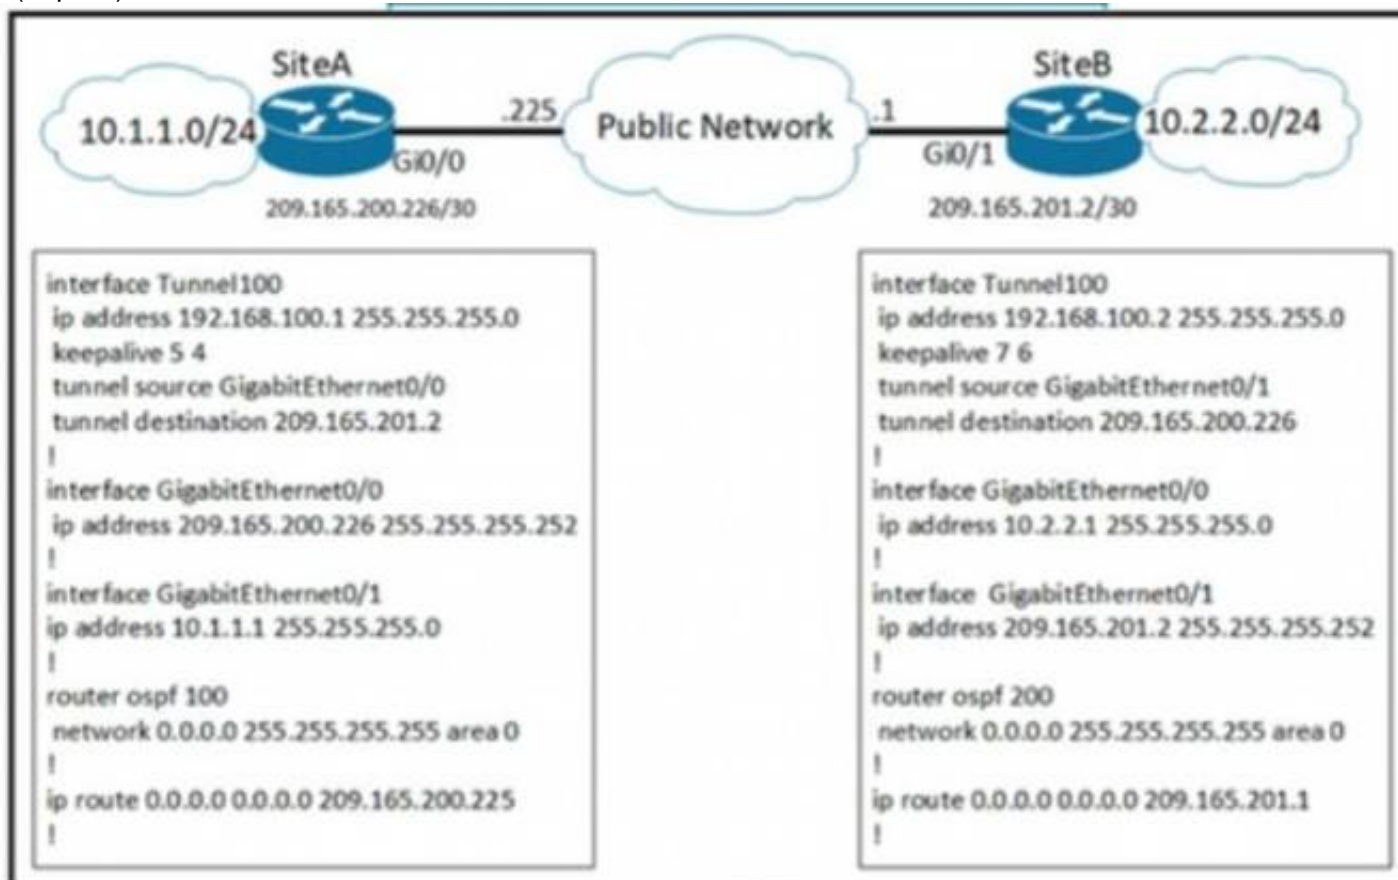 SiteA
SiteB
10.1.1.0/24
.225
Public Network
.1
10.2.2.0/24
Gi0/0
Gi0/1
209.165.200.226/30
209.165.201.2/30
interface Tunnel100
ip address 192.168.100.1 255.255.255.0
keepalive 5 4
tunnel source GigabitEthernet0/0
tunnel destination 209.165.201.2
!
interface GigabitEthernet0/0
ip address 209.165.200.226 255.255.255.252
!
interface GigabitEthernet0/1
ip address 10.1.1.1 255.255.255.0
!
router ospf 100
network 0.0.0.0 255.255.255.255 area 0
!
ip route 0.0.0.0 0.0.0.0 209.165.200.225
!
interface Tunnel100
ip address 192.168.100.2 255.255.255.0
keepalive 7 6
tunnel source GigabitEthernet0/1
tunnel destination 209.165.200.226
!
interface GigabitEthernet0/0
ip address 10.2.2.1 255.255.255.0
!
interface GigabitEthernet0/1
ip address 209.165.201.2 255.255.255.252
!
router ospf 200
network 0.0.0.0 255.255.255.255 area 0
!
ip route 0.0.0.0 0.0.0.0 209.165.201.1
!